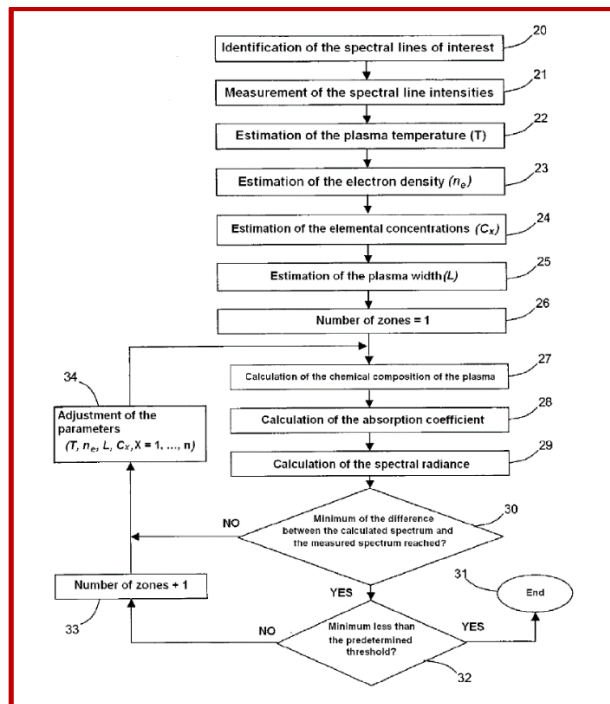 20
Identification of the spectral lines of interest
21
Measurement of the spectral line intensities
22
Estimation of the plasma temperature (T)
23
Estimation of the electron density (nₑ)
24
Estimation of the elemental concentrations (Cₓ)
25
Estimation of the plasma width(L)
26
Number of zones = 1
27
Calculation of the chemical composition of the plasma
28
Calculation of the absorption coefficient
29
Calculation of the spectral radiance
34
Adjustment of the
parameters
(T, nₑ, L, Cₓ,X = 1, ..., n)
30
Minimum of the difference
between the calculated spectrum and
the measured spectrum reached?
NO
YES
Number of zones + 1
33
31
End
Minimum less than
the predetermined
threshold?
NO
YES
32